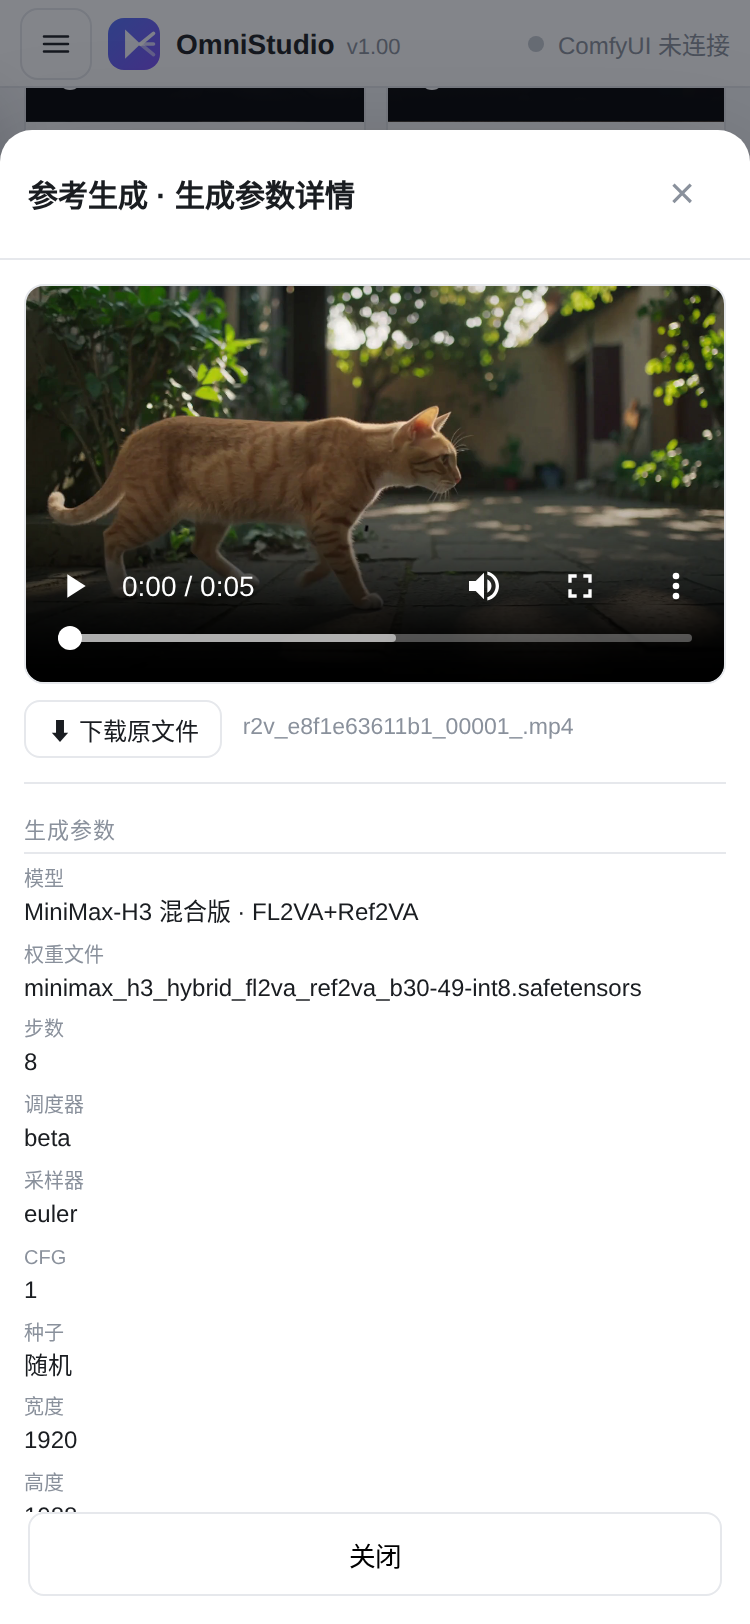 OmniStudio v1.00
ComfyUI 未连接
参考生成 · 生成参数详情
0:00 / 0:05
下载原文件
r2v_e8f1e63611b1_00001_.mp4
生成参数
模型
MiniMax-H3 混合版 · FL2VA+Ref2VA
权重文件
minimax_h3_hybrid_fl2va_ref2va_b30-49-int8.safetensors
步数
8
调度器
beta
采样器
euler
CFG
1
种子
随机
宽度
1920
高度
关闭